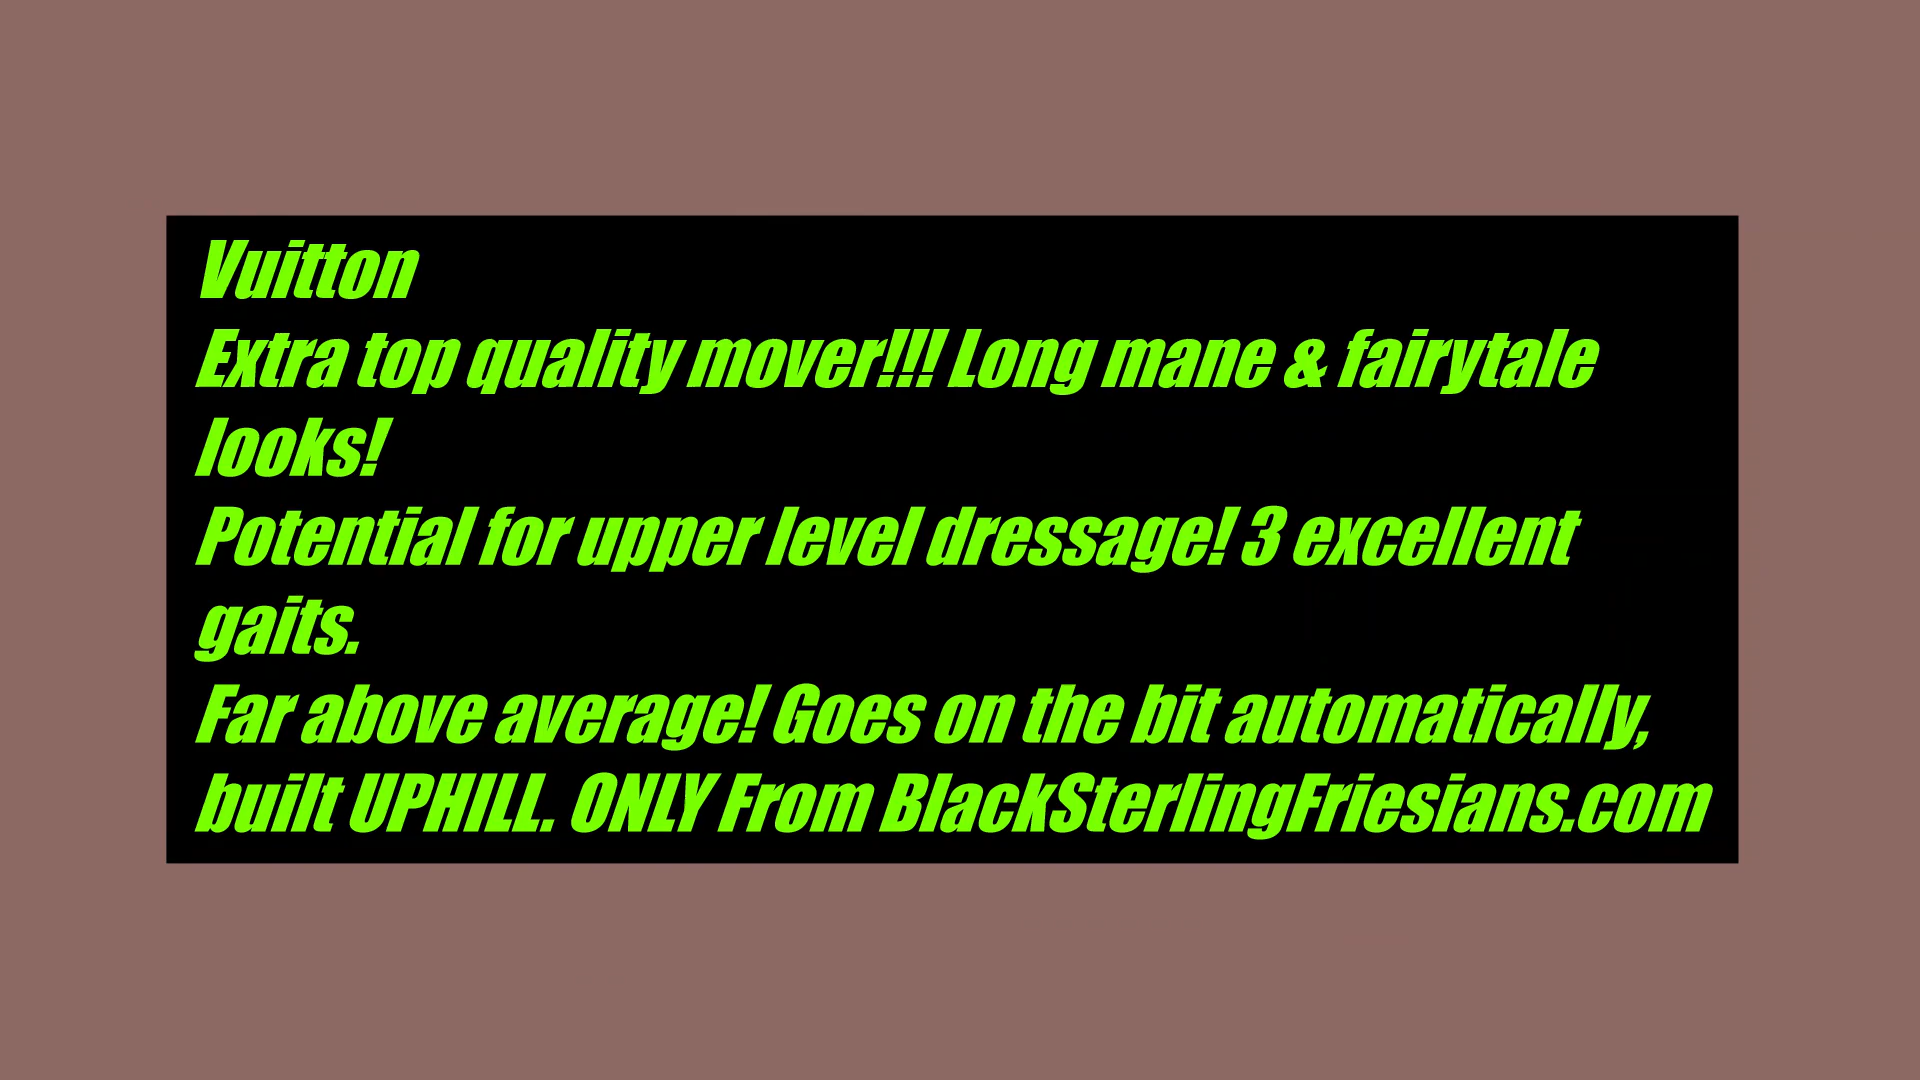 Vuitton
Extra top quality mover!!! Long mane & fairytale
looks!
Potential for upper level dressage! 3 excellent
gaits.
Far above average! Goes on the bit automatically,
built UPHILL. ONLY From BlackSterlingFriesians.com